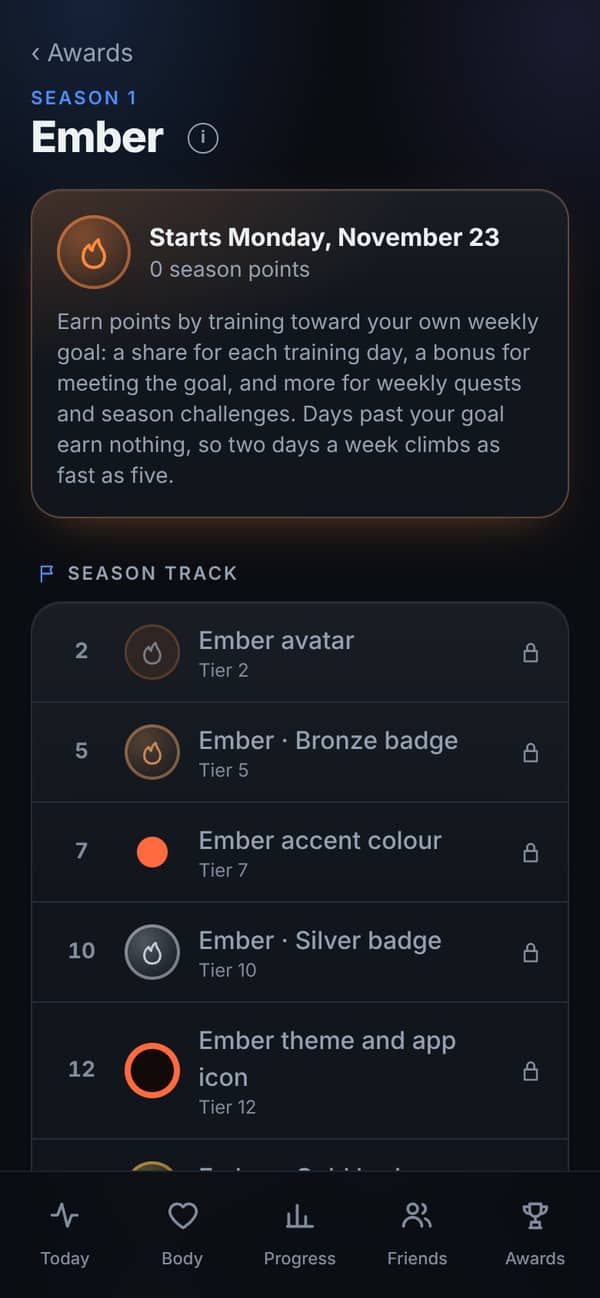 ‹ Awards
SEASON 1
Ember
i
Starts Monday, November 23
0 season points
Earn points by training toward your own weekly
goal: a share for each training day, a bonus for
meeting the goal, and more for weekly quests
and season challenges. Days past your goal
earn nothing, so two days a week climbs as
fast as five.
SEASON TRACK
2
Ember avatar
Tier 2
5
Ember · Bronze badge
Tier 5
7
Ember accent colour
Tier 7
10
Ember · Silver badge
Tier 10
12
Ember theme and app
icon
Tier 12
Today
Body
Progress
Friends
Awards